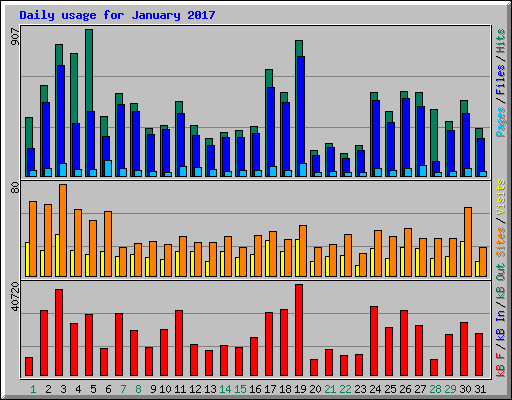 Daily usage for January 2017
907
Pages / Files / Hits
80
Sites / Visits
40720
kB F / kB In / kB Out
1 2 3 4 5 6 7 8 9 10 11 12 13 14 15 16 17 18 19 20 21 22 23 24 25 26 27 28 29 30 31